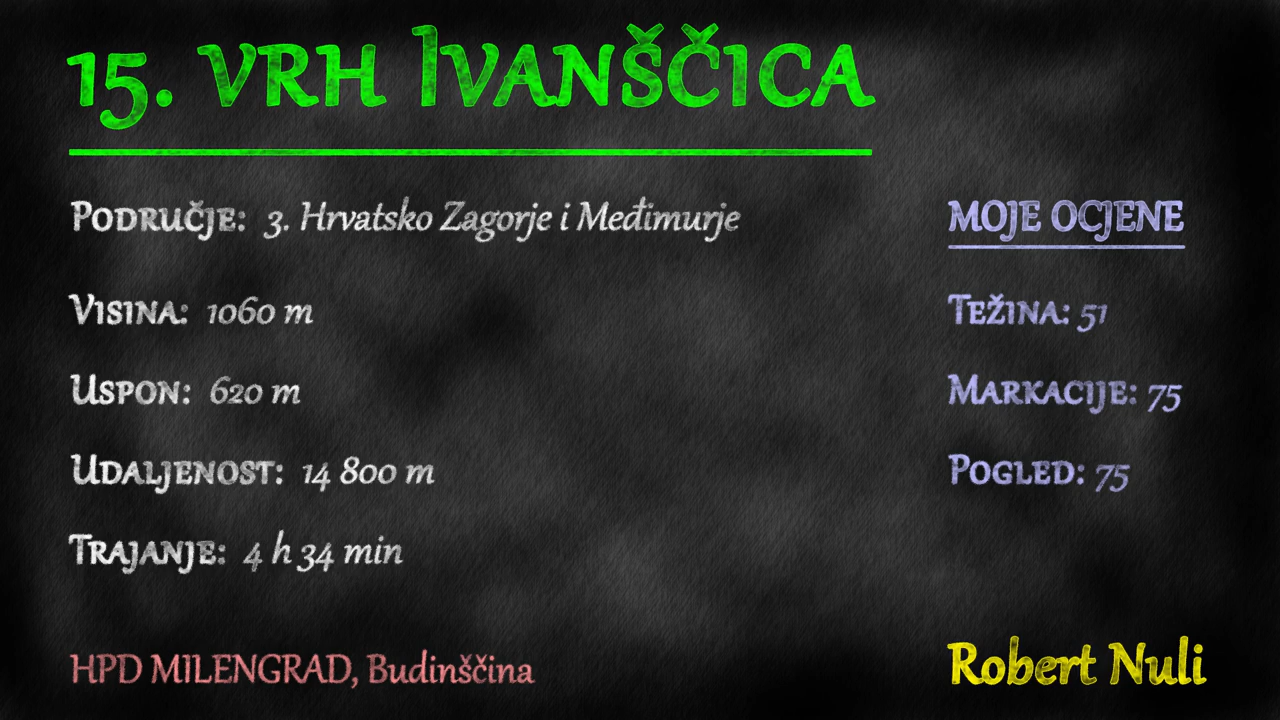 15. VRH IVANŠČICA
PODRUČJE: 3. Hrvatsko Zagorje i Međimurje
MOJE OCJENE
VISINA: 1060 m
TEŽINA: 51
USPON: 620 m
MARKACIJE: 75
UDALJENOST: 14 800 m
POGLED: 75
TRAJANJE: 4 h 34 min
HPD MILENGRAD, Budinščina
Robert Nuli